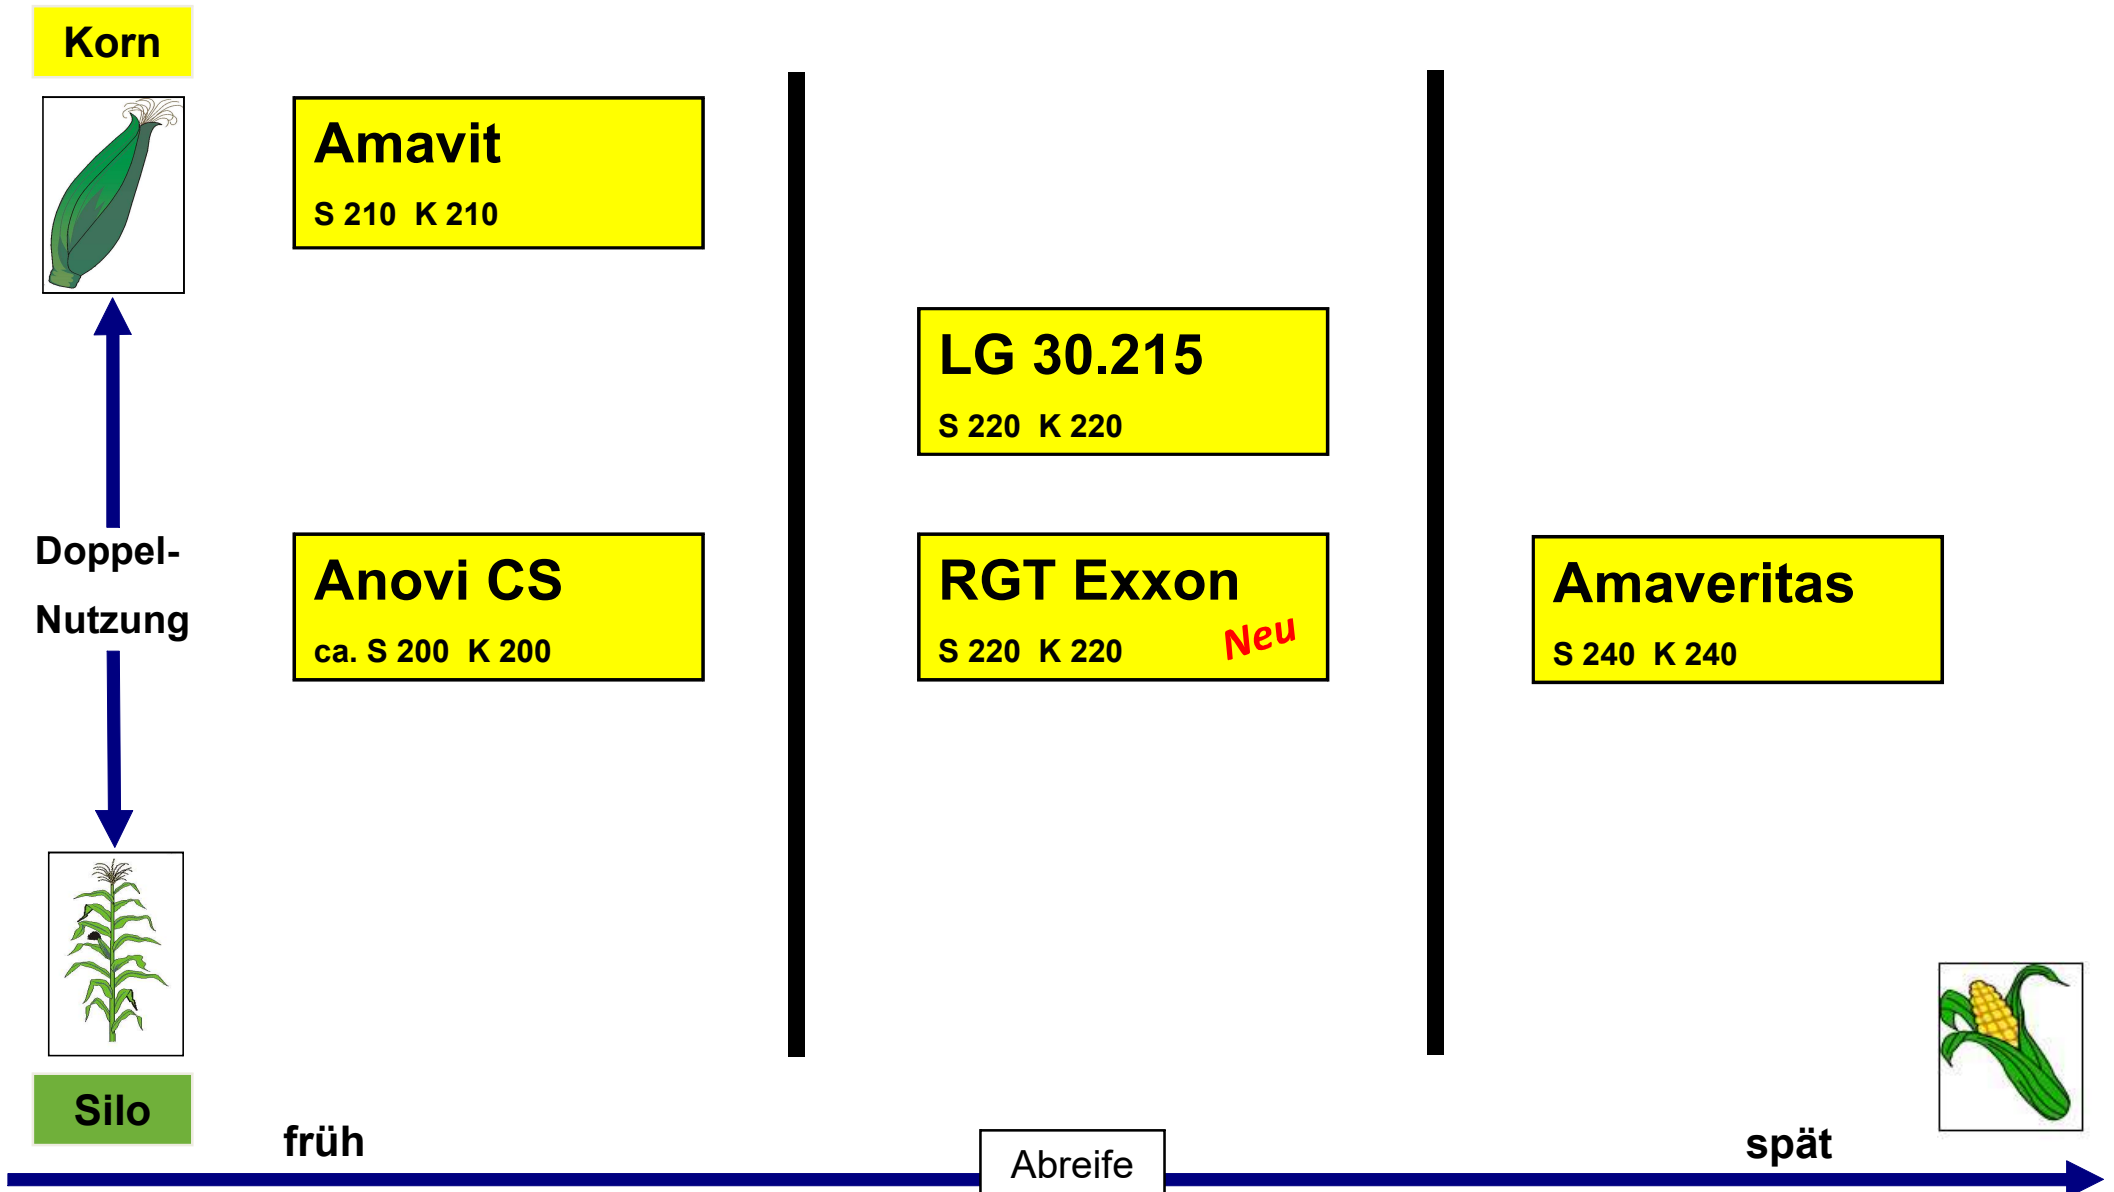 Korn
Amavit
S 210 K 210
LG 30.215
S 220 K 220
Doppel-
Nutzung
Anovi CS
ca. S 200 K 200
RGT Exxon
S 220 K 220
Neu
Amaveritas
S 240 K 240
Silo
früh
Abreife
spät